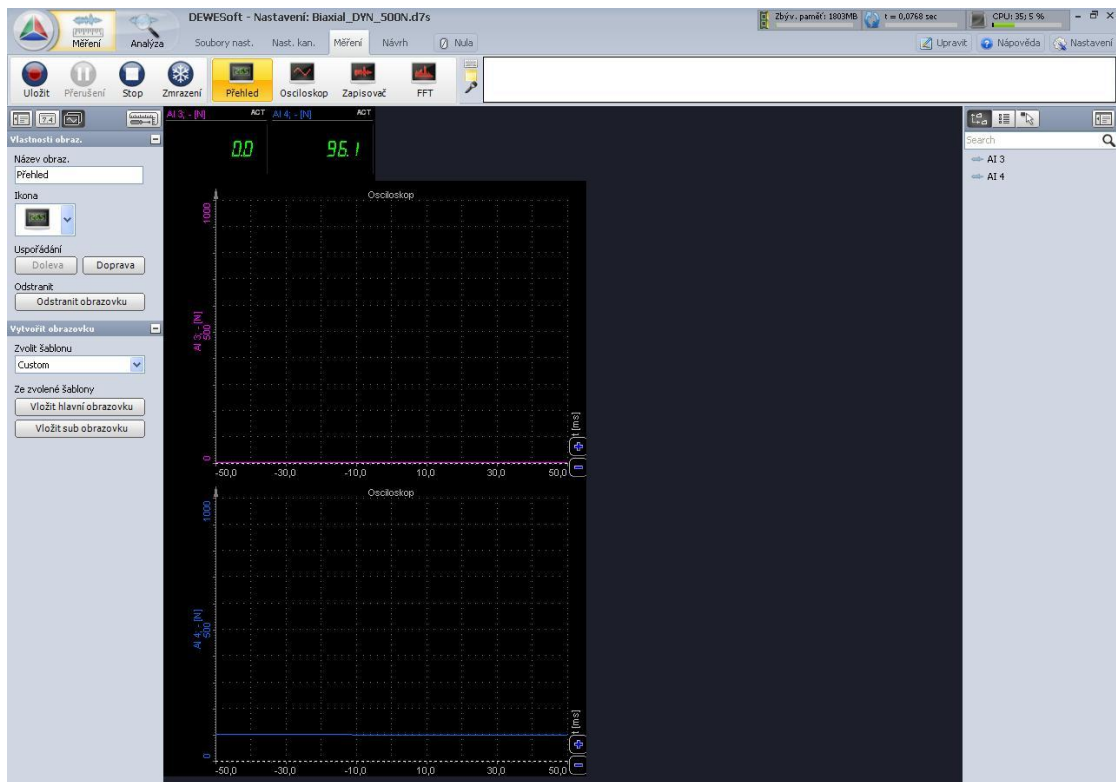 DEWESoft - Nastavení: Biaxial_DYN_500N.d7s
Zbýv. paměť: 1803MB
t = 0,0768 sec
CPU: 35; 5 %
Měření
Analýza
Soubory nast.
Nast. kan.
Měření
Návrh
Nula
Upravit
Nápověda
Nastavení
Uložit
Přerušení
Stop
Zmrazení
Přehled
Osciloskop
Zapisovač
FFT
Vlastnosti obraz.
Název obraz.
Přehled
Ikona
Uspořádání
Doleva
Doprava
Odstranit
Odstranit obrazovku
Vytvořit obrazovku
Zvolit šablonu
Custom
Ze zvolené šablony
Vložit hlavní obrazovku
Vložit sub obrazovku
AI 3; - [N] ACT
AI 4; - [N] ACT
0.0
96.1
Osciloskop
1000
AI 3; - [N]
500
0
t [ms]
-50,0 -30,0 -10,0 10,0 30,0 50,0
Osciloskop
1000
AI 4; - [N]
500
0
t [ms]
-50,0 -30,0 -10,0 10,0 30,0 50,0
Search
AI 3
AI 4